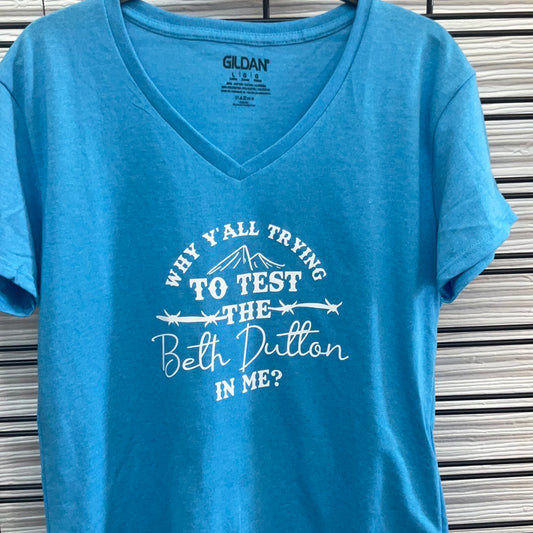 GILDAN
L G G
WHY Y'ALL TRYING
TO TEST
THE
Beth Dutton
IN ME?